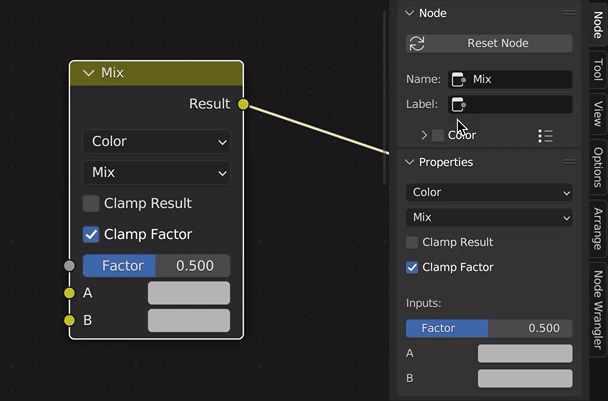 Mix
Result
Color
Mix
Clamp Result
Clamp Factor
Factor 0.500
A
B
Node
Reset Node
Name: Mix
Label:
Color
Properties
Color
Mix
Clamp Result
Clamp Factor
Inputs:
Factor 0.500
A
B
Node
Tool
View
Options
Arrange
Node Wrangler